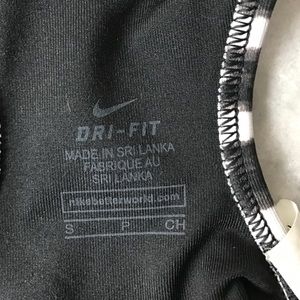 DRI-FIT
MADE IN SRI LANKA
FABRIQUE AU
SRI LANKA
nikebetterworld.com
S P CH